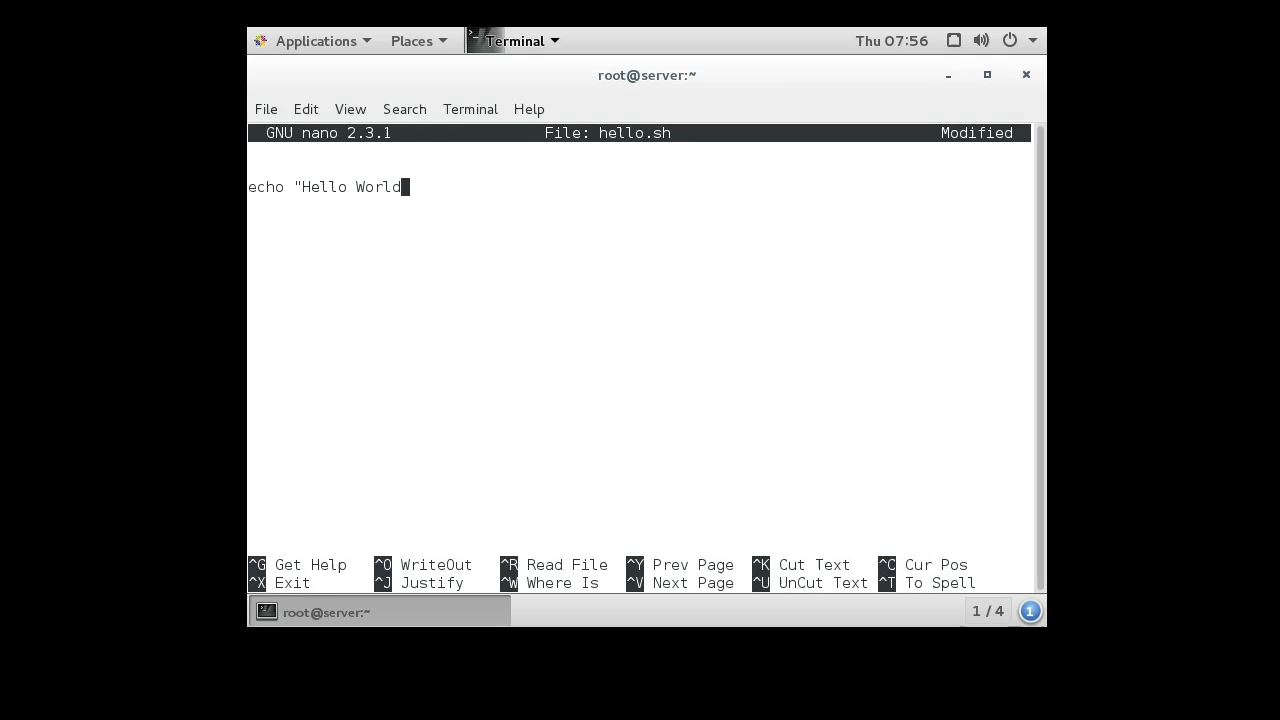 Applications Places Terminal Thu 07:56
root@server:~
File Edit View Search Terminal Help
GNU nano 2.3.1 File: hello.sh Modified
echo "Hello World
^G Get Help ^O WriteOut ^R Read File ^Y Prev Page ^K Cut Text ^C Cur Pos
^X Exit ^J Justify ^W Where Is ^V Next Page ^U UnCut Text ^T To Spell
root@server:~ 1 / 4 1